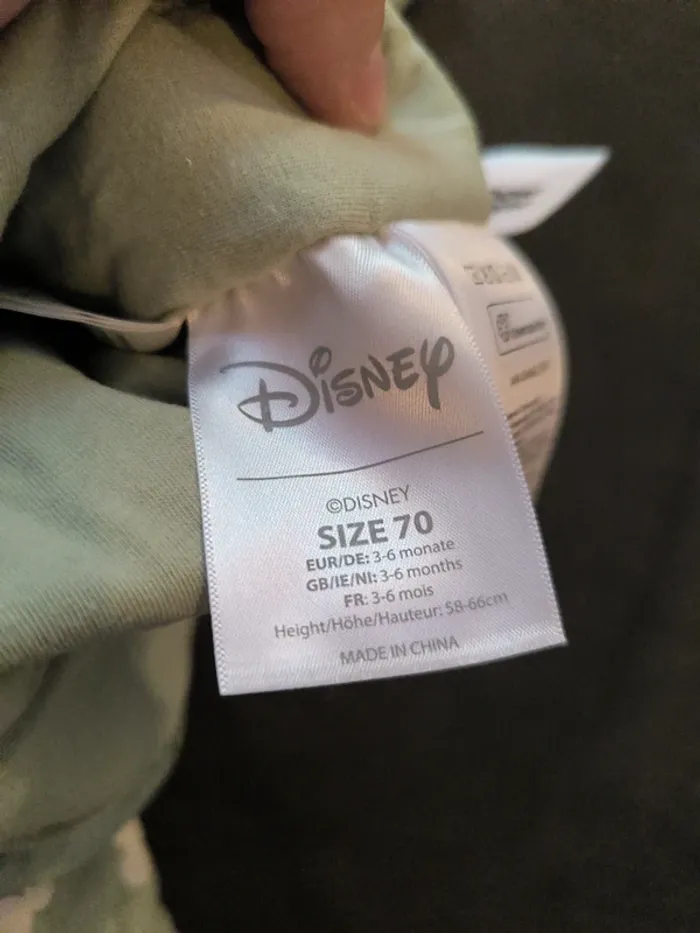 Disney
©DISNEY
SIZE 70
EUR/DE: 3-6 monate
GB/IE/NI: 3-6 months
FR: 3-6 mois
Height/Höhe/Hauteur: 58-66cm
MADE IN CHINA